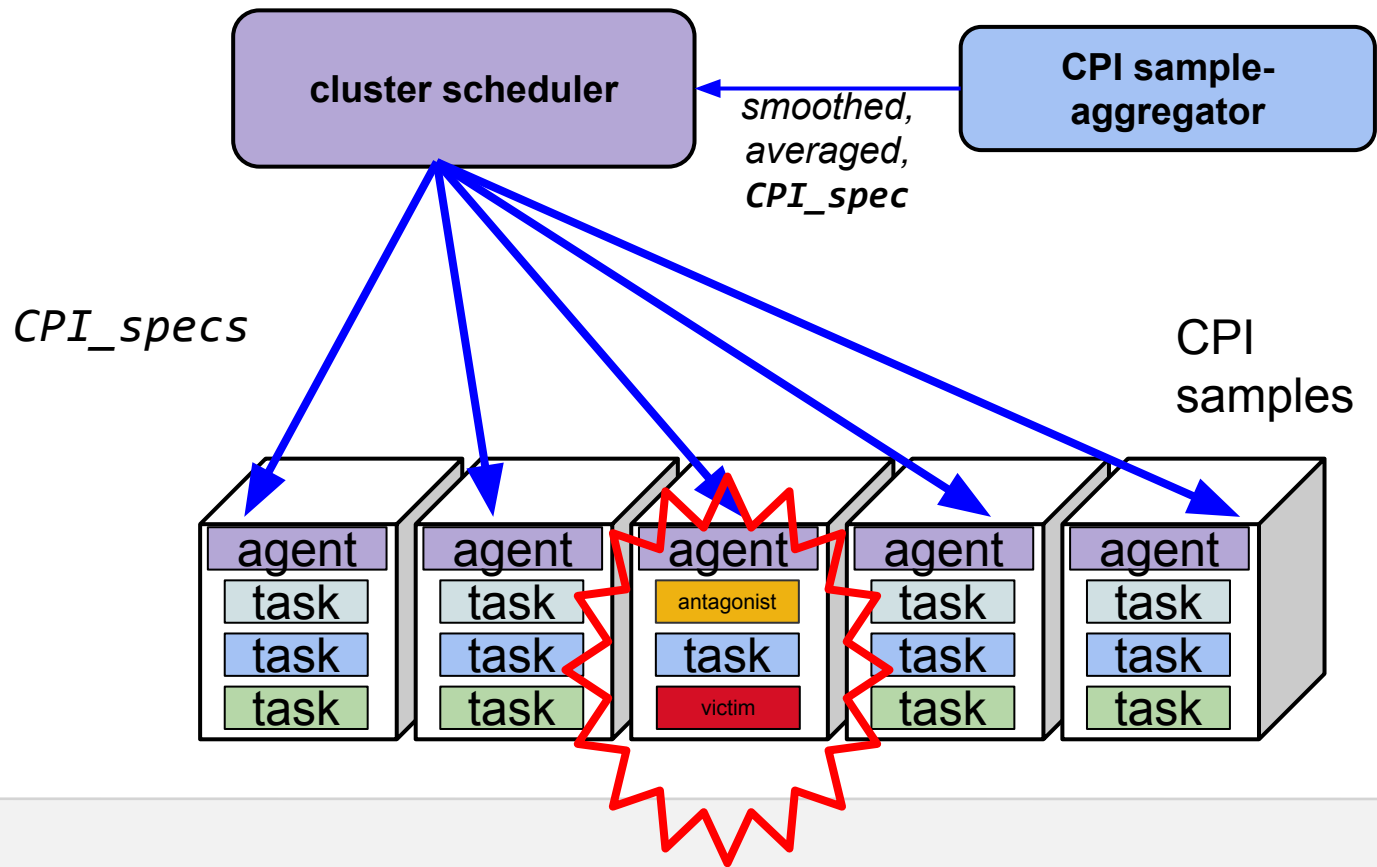 cluster scheduler
CPI sample-
aggregator
smoothed,
averaged,
CPI_spec
CPI_specs
CPI
samples
agent
task
task
task
agent
task
task
task
agent
antagonist
task
victim
agent
task
task
task
agent
task
task
task